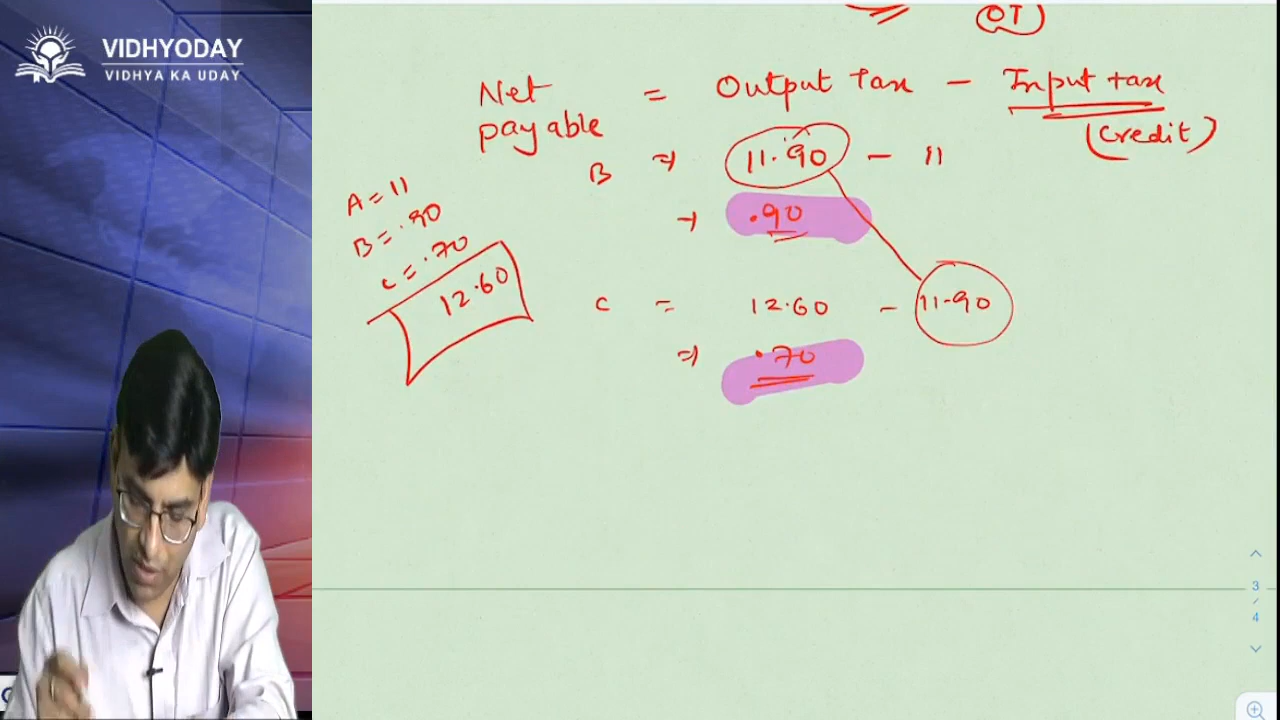 VIDHYODAY
VIDHYA KA UDAY
OT
Net payable = Output Tax - Input tax (credit)
B ⇒ 11.90 - 11
→ .90
A = 11
B = .90
C = .70
12.60
C = 12.60 - 11.90
⇒ .70
3
/
4